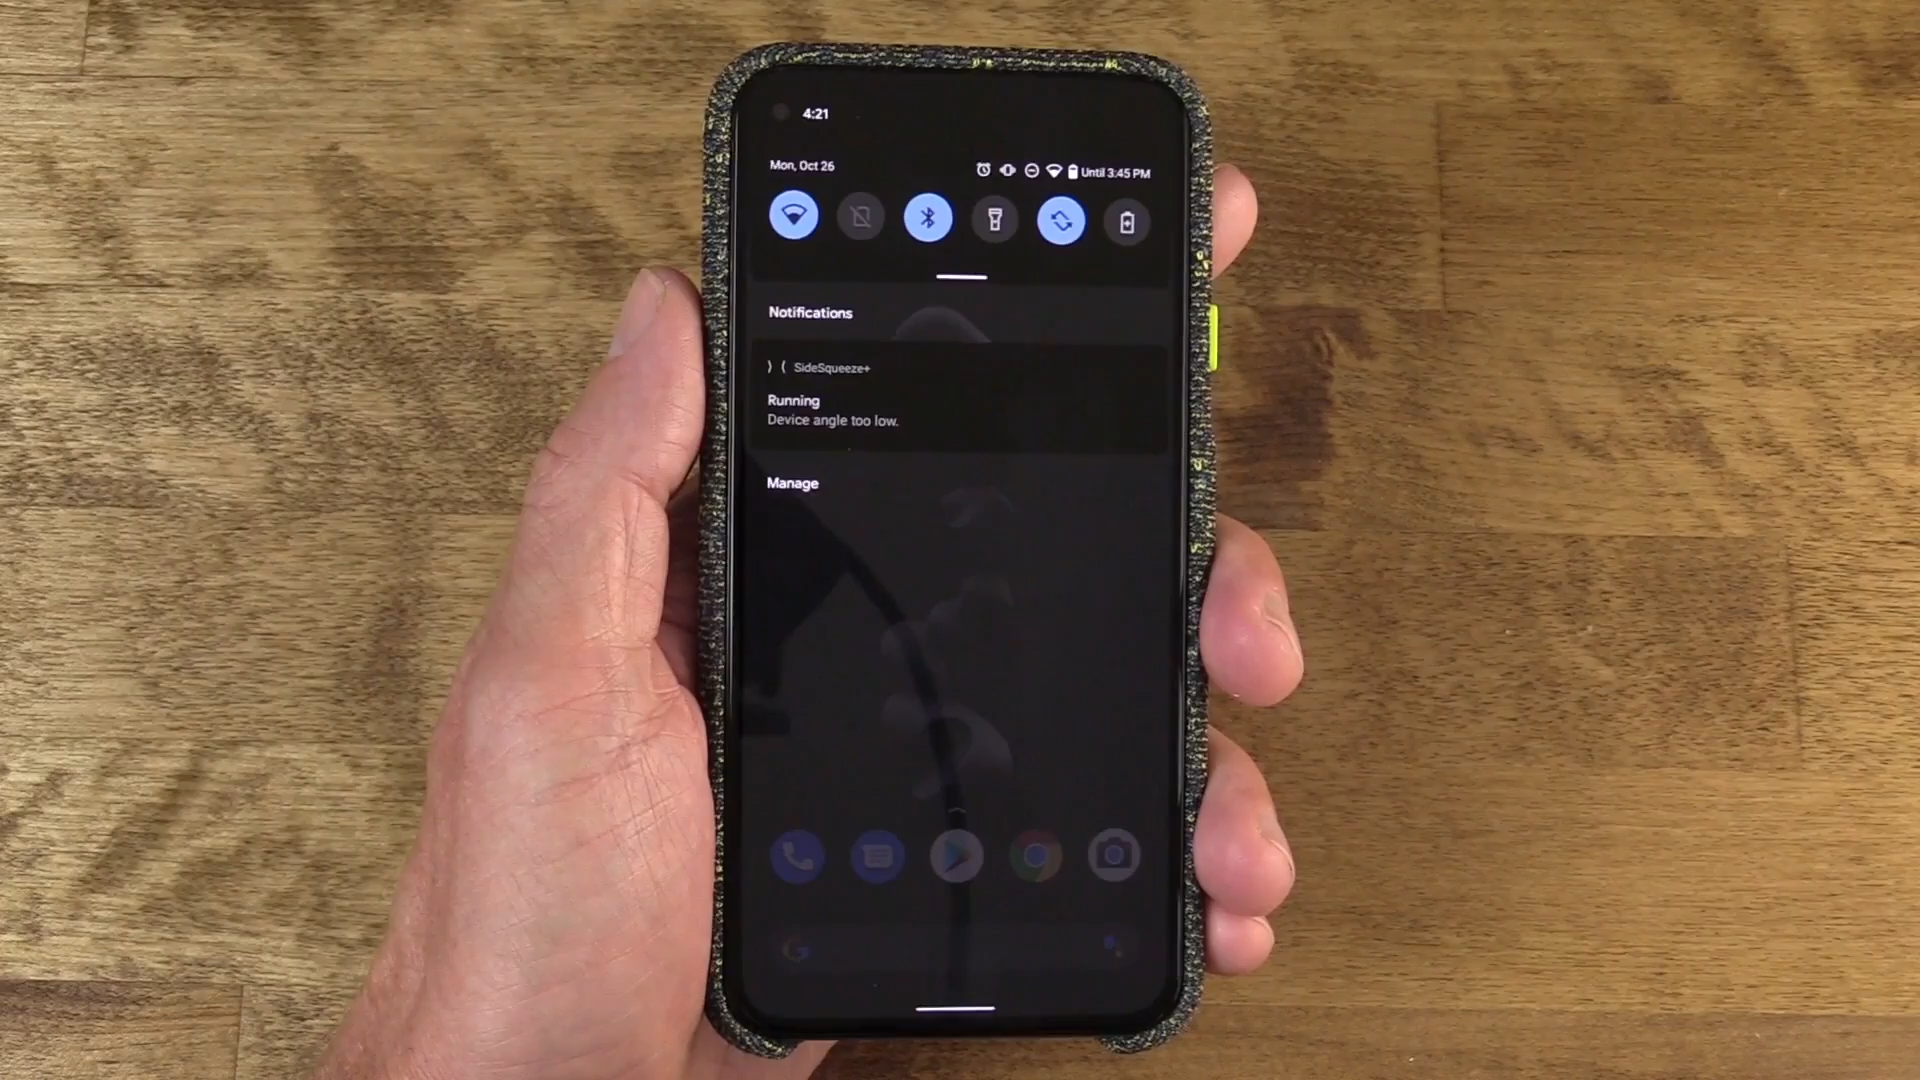 4:21
Mon, Oct 26
Until 3:45 PM
Notifications
SideSqueeze+
Running
Device angle too low.
Manage